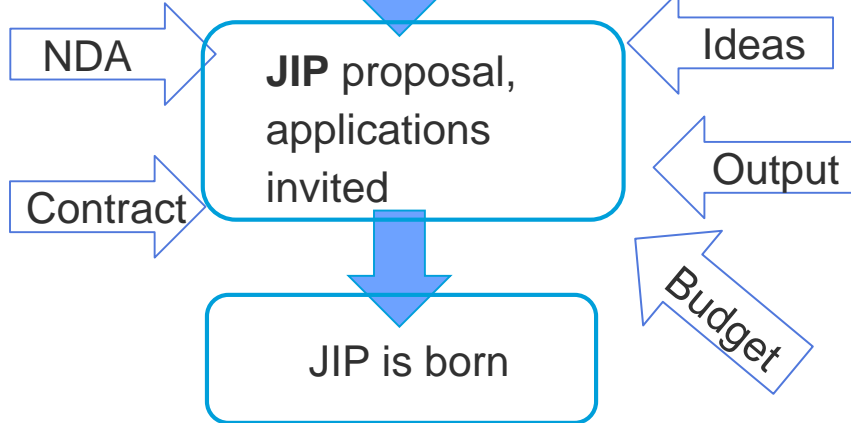 NDA
Ideas
JIP proposal,
applications
invited
Contract
Output
Budget
JIP is born